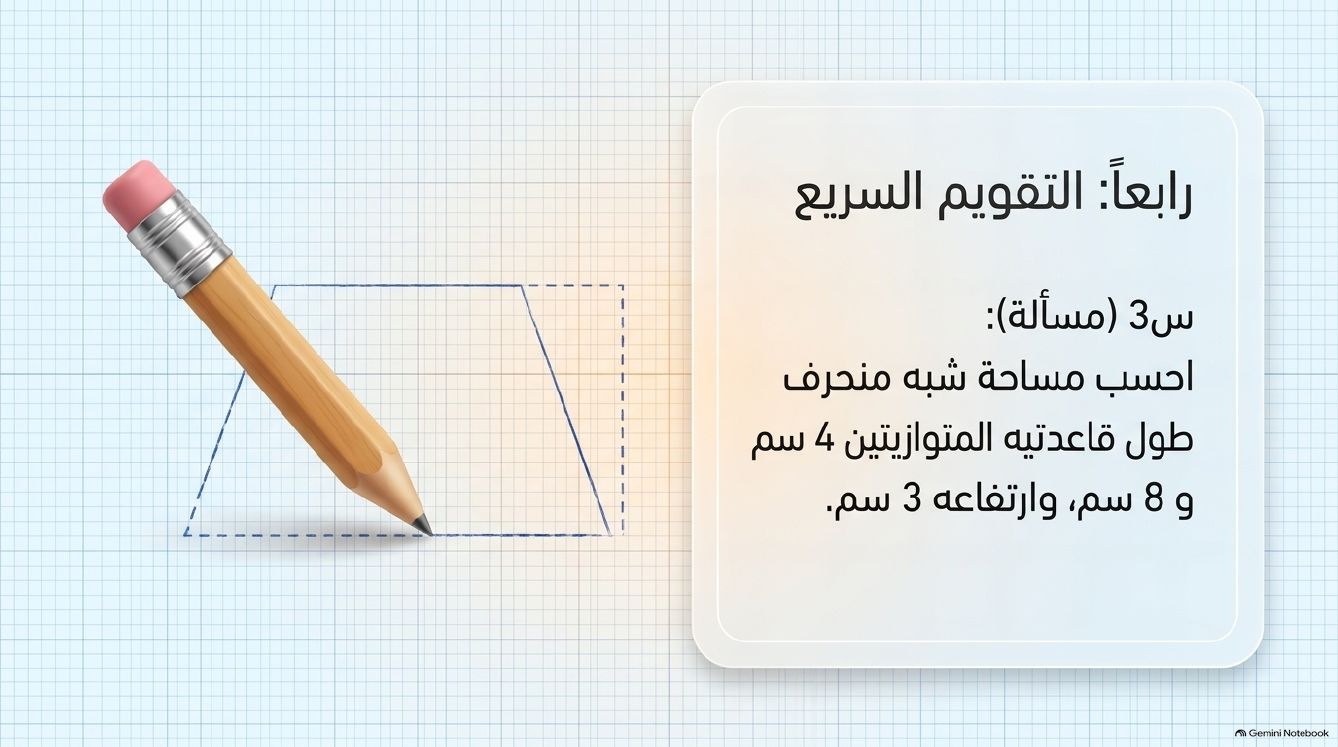 رابعاً: التقويم السريع
س3 (مسألة):
احسب مساحة شبه منحرف
طول قاعدتيه المتوازيتين 4 سم
و 8 سم، وارتفاعه 3 سم.
Gemini Notebook